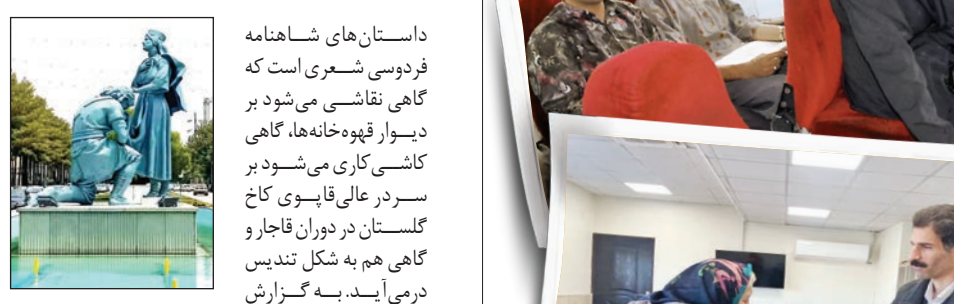 داستان‌های شاهنامه
فردوسی شعری است که
گاهی نقاشی می‌شود بر
دیوار قهوه‌خانه‌ها، گاهی
کاشی‌کاری می‌شود بر
سردر عالی‌قاپوی کاخ
گلستان در دوران قاجار و
گاهی هم به شکل تندیس
درمی‌آید. به گزارش